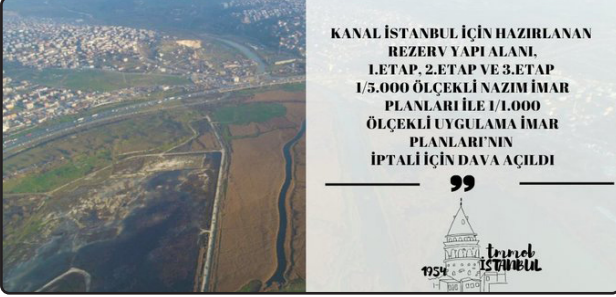 KANAL İSTANBUL İÇİN HAZIRLANAN
REZERV YAPI ALANI,
1.ETAP, 2.ETAP VE 3.ETAP
1/5.000 ÖLÇEKLİ NAZIM İMAR
PLANLARI İLE 1/1.000
ÖLÇEKLİ UYGULAMA İMAR
PLANLARI’NIN
İPTALİ İÇİN DAVA AÇILDI
1954
tmmob
İSTANBUL